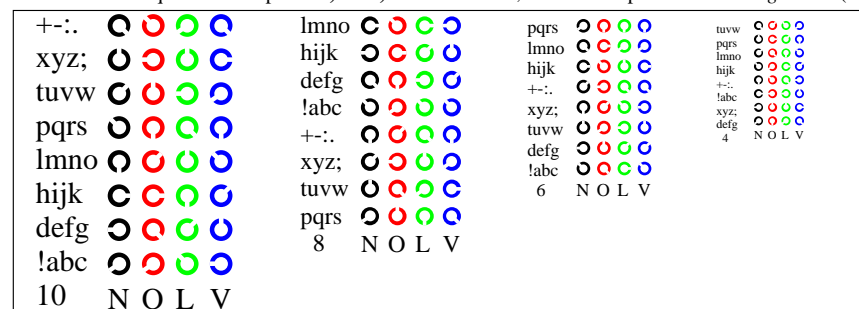 +-:.
xyz;
tuvw
pqrs
lmno
hijk
defg
!abc
10 N O L V
lmno
hijk
defg
!abc
+-:.
xyz;
tuvw
pqrs
8 N O L V
pqrs
lmno
hijk
+-:.
xyz;
tuvw
defg
!abc
6 N O L V
tuvw
pqrs
lmno
hijk
+-:.
!abc
xyz;
defg
4 N O L V